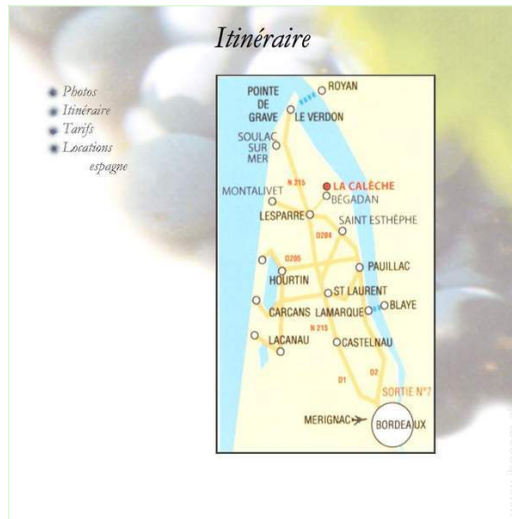 Itinéraire
Photos
Itinéraire
Tarifs
Locations
espagne
ROYAN
POINTE
DE
GRAVE
LE VERDON
SOULAC
SUR
MER
N 215
LA CALÈCHE
MONTALIVET
BÉGADAN
LESPARRE
SAINT ESTHÈPHE
D204
D205
PAUILLAC
HOURTIN
ST LAURENT
CARCANS
LAMARQUE
BLAYE
N 215
LACANAU
CASTELNAU
D1
D2
SORTIE N°7
MERIGNAC
BORDEAUX